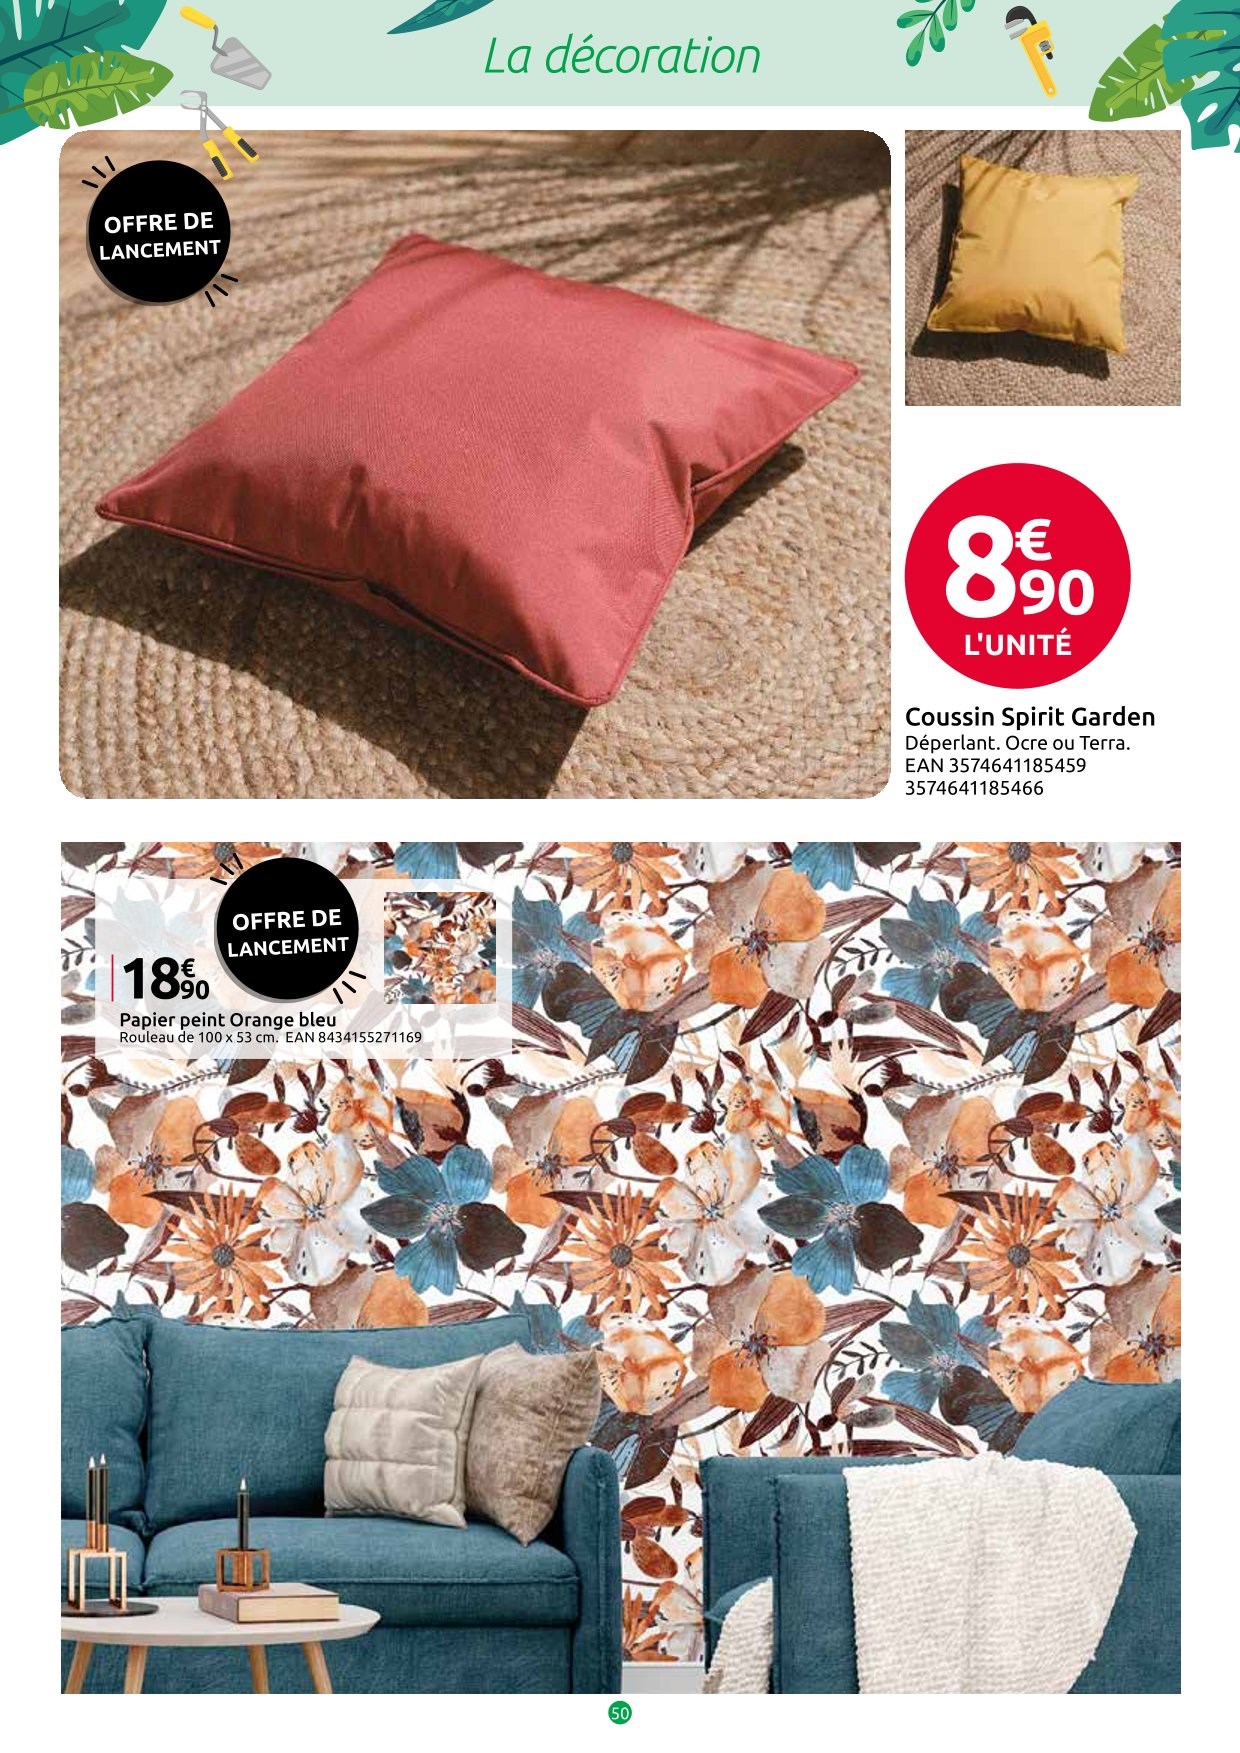 La décoration
OFFRE DE
LANCEMENT
8€90
L'UNITÉ
Coussin Spirit Garden
Déperlant. Ocre ou Terra.
EAN 3574641185459
3574641185466
OFFRE DE
LANCEMENT
18€90
Papier peint Orange bleu
Rouleau de 100 x 53 cm. EAN 8434155271169
50